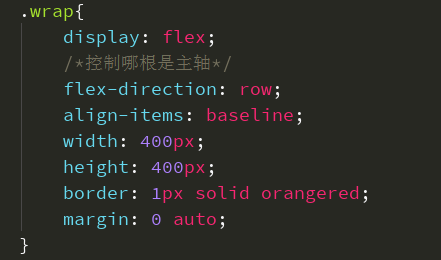 .wrap{
display: flex;
/*控制哪根是主轴*/
flex-direction: row;
align-items: baseline;
width: 400px;
height: 400px;
border: 1px solid orangered;
margin: 0 auto;
}